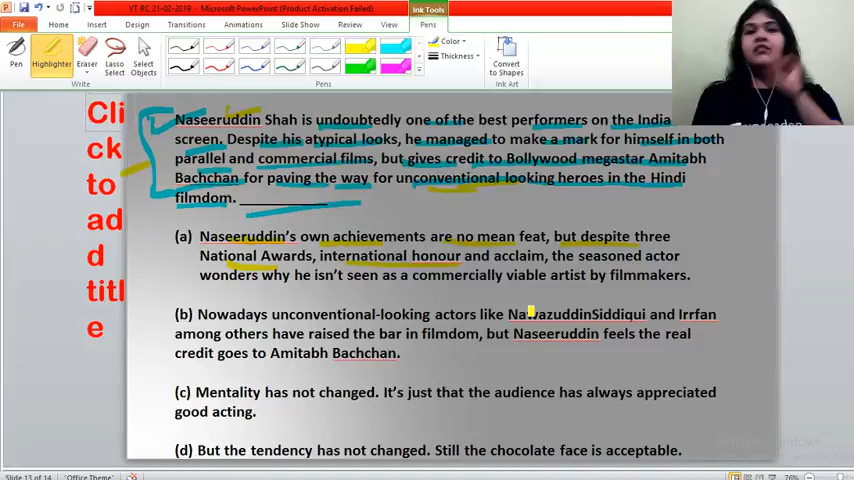 YT RC 21-02-2019 - Microsoft PowerPoint (Product Activation Failed)
Ink Tools
File Home Insert Design Transitions Animations Slide Show Review View Pens
Pen Highlighter Eraser Lasso Select
Select Objects
Color
Thickness
Convert
to Shapes
Write
Pens
Ink Art
Cli
ck
to
ad
d
titl
e
Naseeruddin Shah is undoubtedly one of the best performers on the India
screen. Despite his atypical looks, he managed to make a mark for himself in both
parallel and commercial films, but gives credit to Bollywood megastar Amitabh
Bachchan for paving the way for unconventional looking heroes in the Hindi
filmdom. ____________
(a) Naseeruddin's own achievements are no mean feat, but despite three
National Awards, international honour and acclaim, the seasoned actor
wonders why he isn't seen as a commercially viable artist by filmmakers.
(b) Nowadays unconventional-looking actors like NawazuddinSiddiqui and Irrfan
among others have raised the bar in filmdom, but Naseeruddin feels the real
credit goes to Amitabh Bachchan.
(c) Mentality has not changed. It's just that the audience has always appreciated
good acting.
(d) But the tendency has not changed. Still the chocolate face is acceptable.
Slide 13 of 14 "Office Theme" 76%